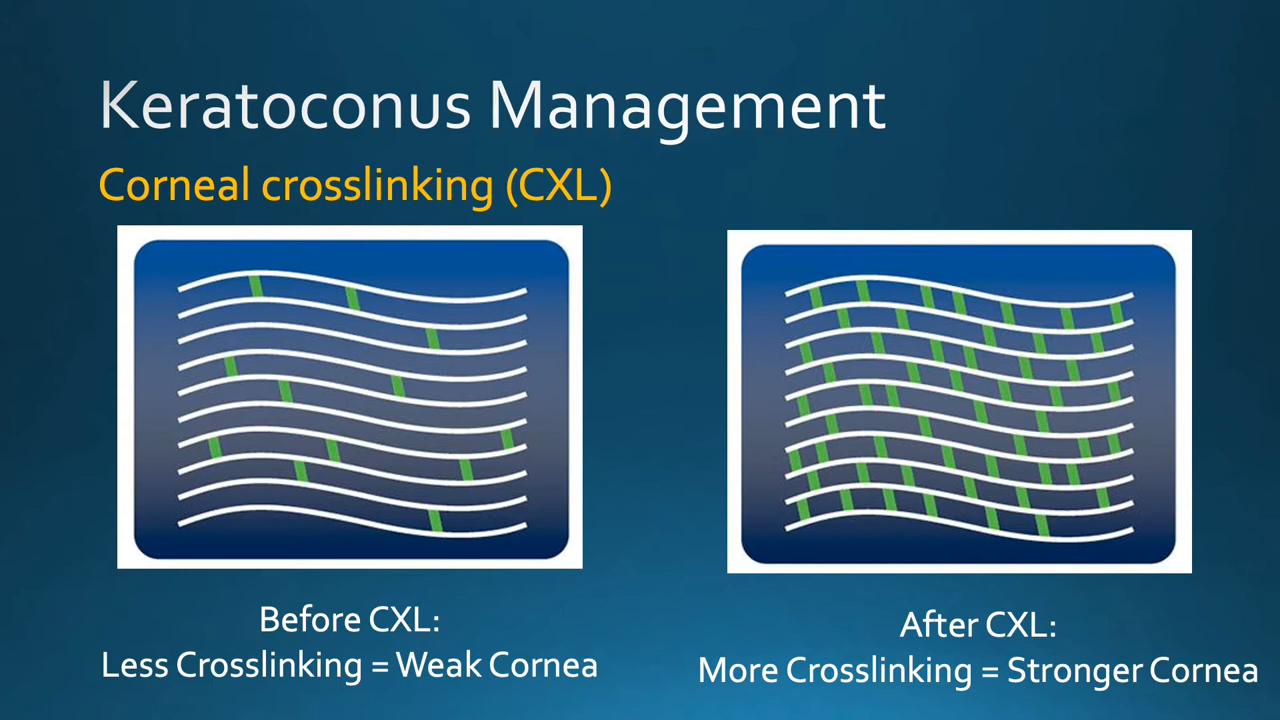 Keratoconus Management
Corneal crosslinking (CXL)
Before CXL:
Less Crosslinking = Weak Cornea
After CXL:
More Crosslinking = Stronger Cornea